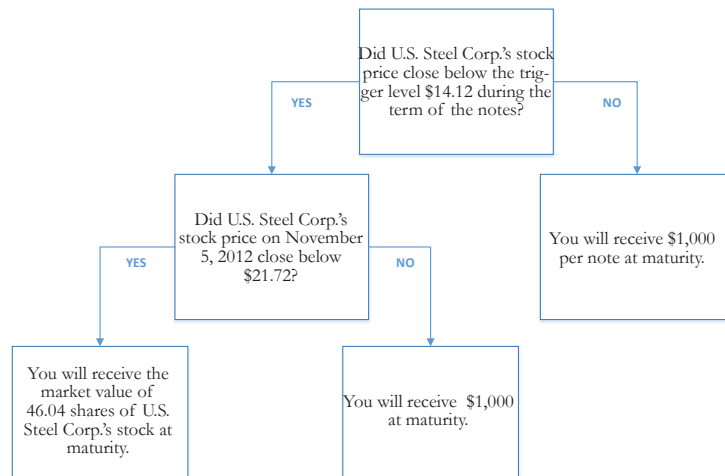 Did U.S. Steel Corp.'s stock
price close below the trig-
ger level $14.12 during the
term of the notes?
YES
NO
Did U.S. Steel Corp.'s
stock price on November
5, 2012 close below
$21.72?
You will receive $1,000
per note at maturity.
YES
NO
You will receive the
market value of
46.04 shares of U.S.
Steel Corp.'s stock at
maturity.
You will receive $1,000
at maturity.